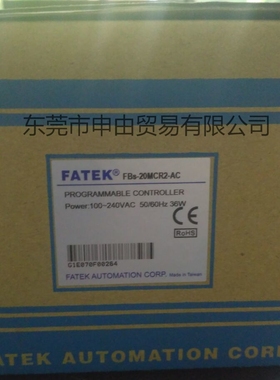 东莞市申由贸易有限公司
FATEK® FBs-20MCR2-AC
PROGRAMMABLE CONTROLLER
Power:100~240VAC 50/60Hz 36W
CE
RoHS
G1E070F00264
FATEK AUTOMATION CORP. Made in Taiwan
FATEK AUTOMATION CORP